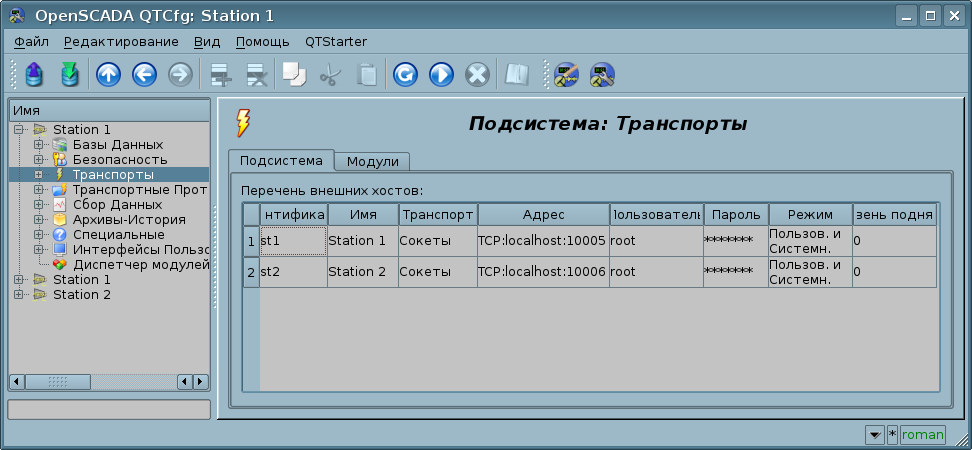 OpenSCADA QTCfg: Station 1
Файл Редактирование Вид Помощь QTStarter
Имя
Station 1
Базы Данных
Безопасность
Транспорты
Транспортные Прот
Сбор Данных
Архивы-История
Специальные
Интерфейсы Пользо
Диспетчер модулей
Station 1
Station 2
Подсистема: Транспорты
Подсистема Модули
Перечень внешних хостов:
нтифика Имя Транспорт Адрес Пользователь Пароль Режим вень подня
1 st1 Station 1 Сокеты TCP:localhost:10005 root ******* Пользов. и Системн. 0
2 st2 Station 2 Сокеты TCP:localhost:10006 root ******* Пользов. и Системн. 0
* roman